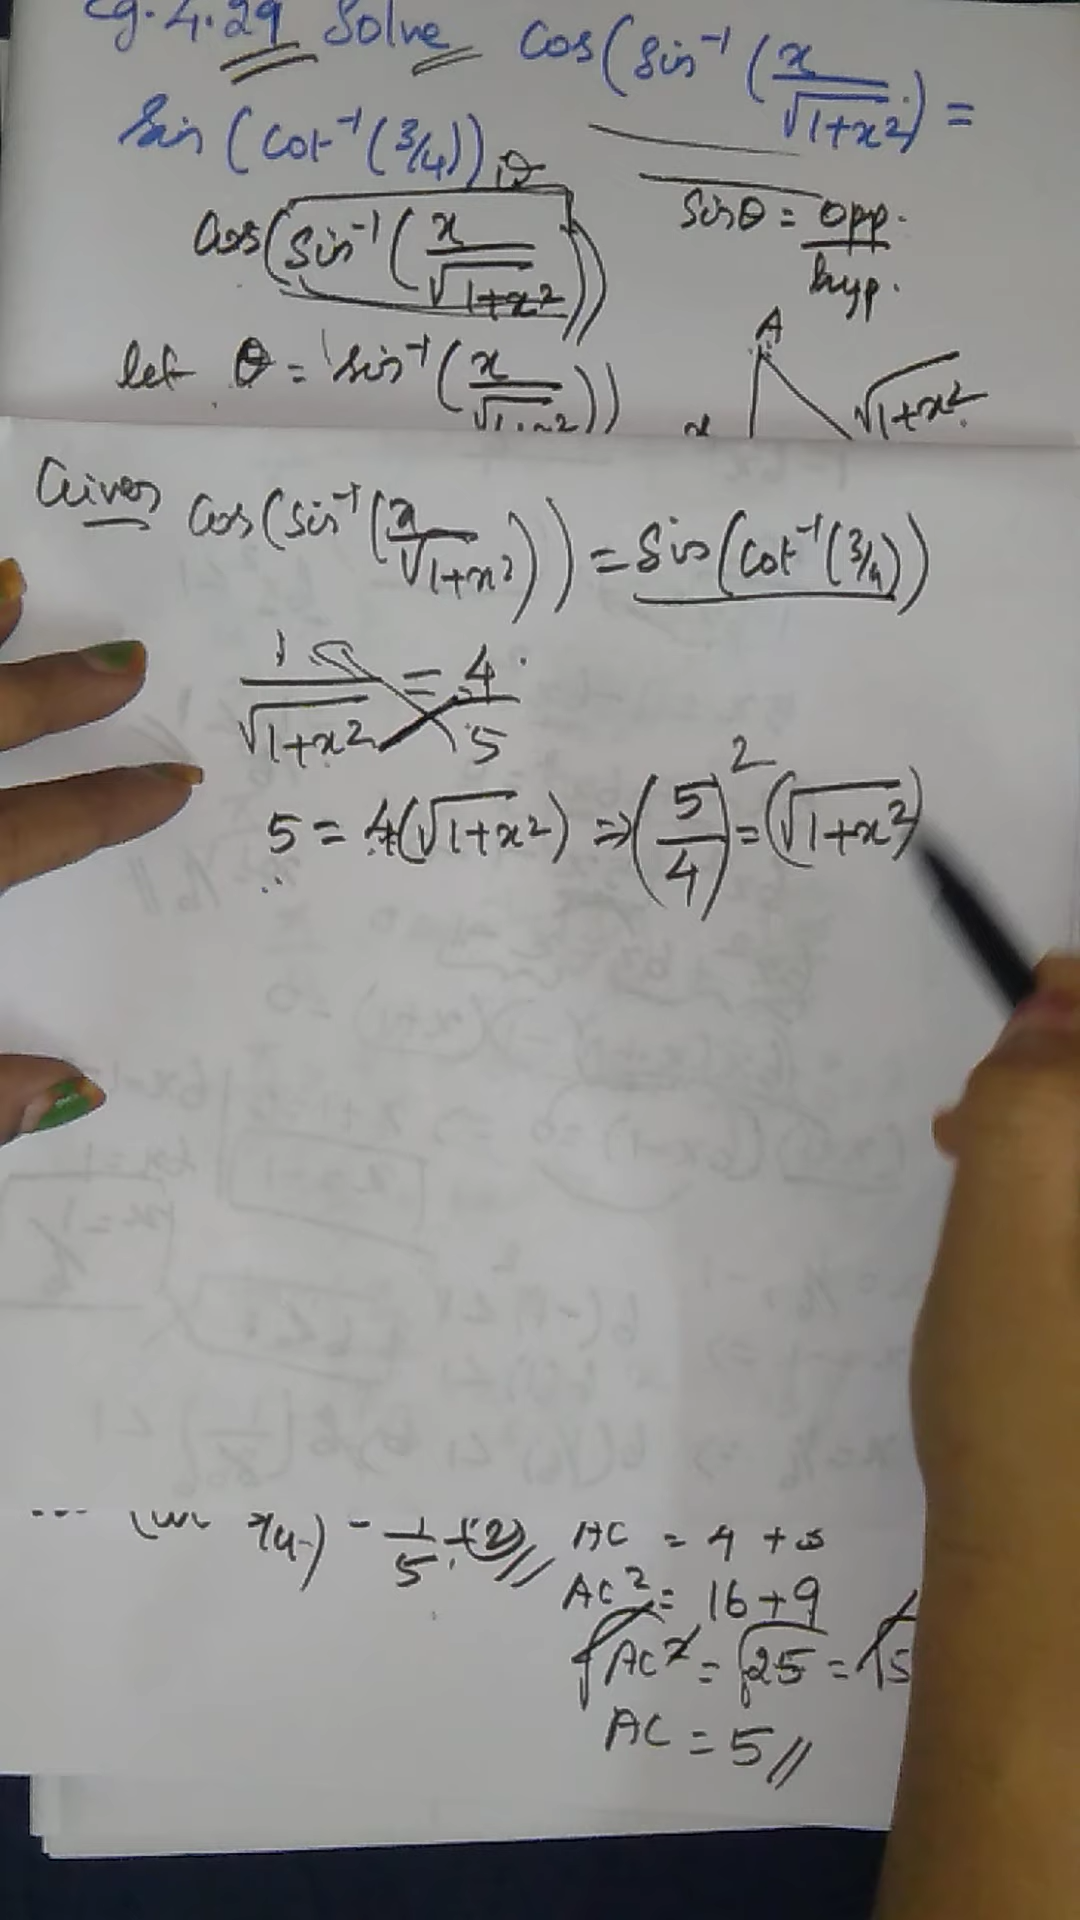 Eg. 4.29 Solve cos(sin⁻¹(x/√1+x²) =
sin (cot⁻¹(3/4)) θ
cos(sin⁻¹(x/√1+x²))
sinθ = opp./hyp.
A
let θ = sin⁻¹(x/√1+x²))
x √1+x²
Given cos(sin⁻¹(x/√1+x²)) = sin(cot⁻¹(3/4))
1/√1+x² = 4/5
5 = 4(√1+x²) ⇒ (5/4)² = (√1+x²)
AC = 4 +
AC² = 16+9
√AC² = √25 = √5
AC = 5 //